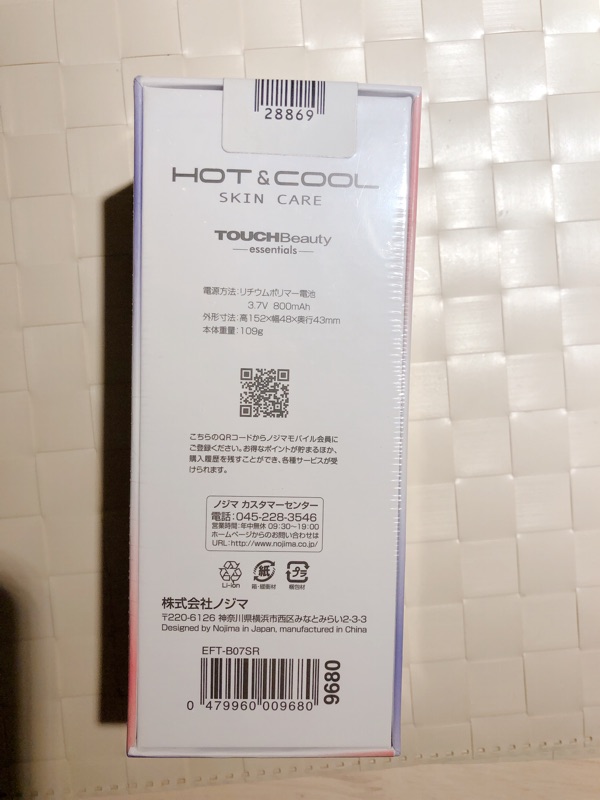 28869
HOT & COOL
SKIN CARE
TOUCHBeauty
essentials
電源方法:リチウムポリマー電池
3.7V 800mAh
外形寸法:高152×幅48×奥行43mm
本体重量:109g
こちらのQRコードからノジマモバイル会員に
ご登録ください。お得なポイントが貯まるほか、
購入履歴を残すことができ、各種サービスが受
けられます。
ノジマ カスタマーセンター
電話:045-228-3546
営業時間:年中無休 09:30~19:00
ホームページからのお問い合わせは
URL:http://www.nojima.co.jp/
Li-ion
紙
箱・緩衝材
プラ
梱包材
株式会社ノジマ
〒220-6126 神奈川県横浜市西区みなとみらい2-3-3
Designed by Nojima in Japan, manufactured in China
EFT-B07SR
0 479960 009680
9680